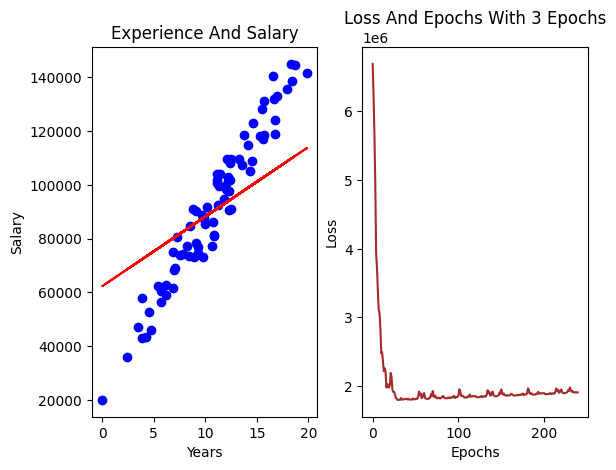 Experience And Salary
140000
120000
100000
80000
60000
40000
20000
Salary
0 5 10 15 20
Years
Loss And Epochs With 3 Epochs
1e6
6
5
4
3
2
Loss
0 100 200
Epochs